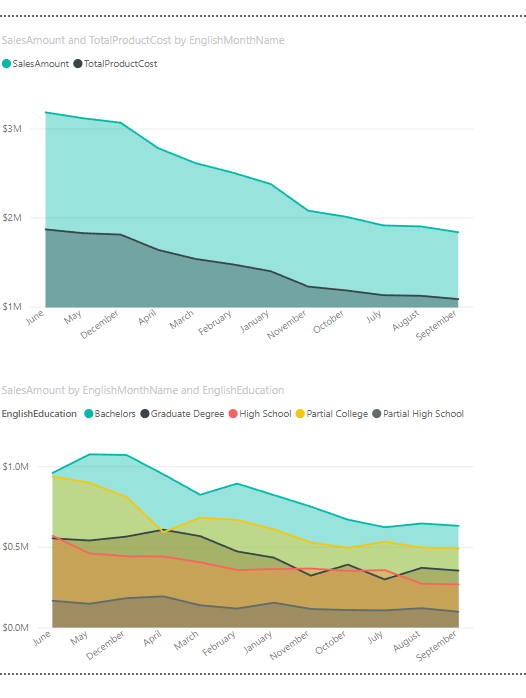 SalesAmount and TotalProductCost by EnglishMonthName
SalesAmount TotalProductCost
$3M
$2M
$1M
June May December April March February January November October July August September
SalesAmount by EnglishMonthName and EnglishEducation
EnglishEducation Bachelors Graduate Degree High School Partial College Partial High School
$1.0M
$0.5M
$0.0M
June May December April March February January November October July August September